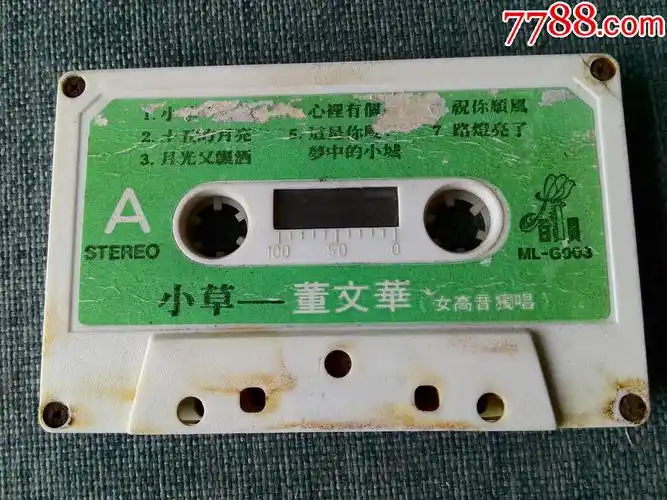 7788.com
1. 小
心裡有個
祝你順風
2. 十五的月亮
5. 這是你
7 路燈亮了
3. 月光又
酒
夢中的小城
A
STEREO
100 50 0
ML-G003
小草—董文華(女高音獨唱)